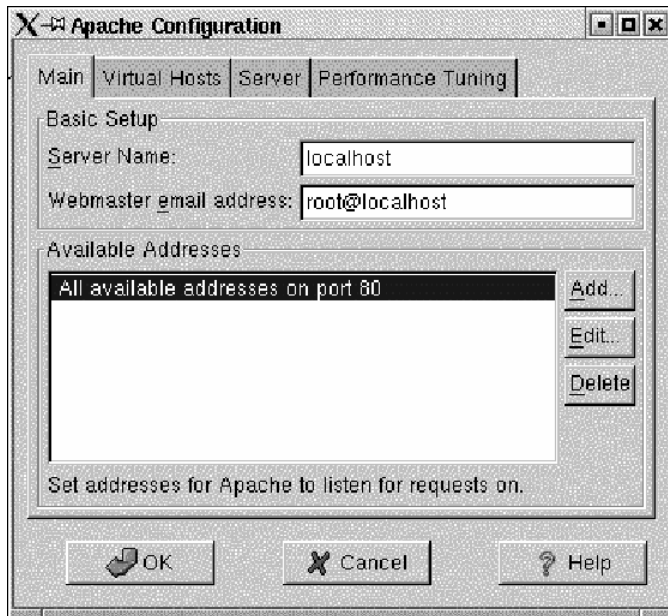 Apache Configuration
Main Virtual Hosts Server Performance Tuning
Basic Setup
Server Name: localhost
Webmaster email address: root@localhost
Available Addresses
All available addresses on port 80
Add...
Edit...
Delete
Set addresses for Apache to listen for requests on.
OK Cancel Help